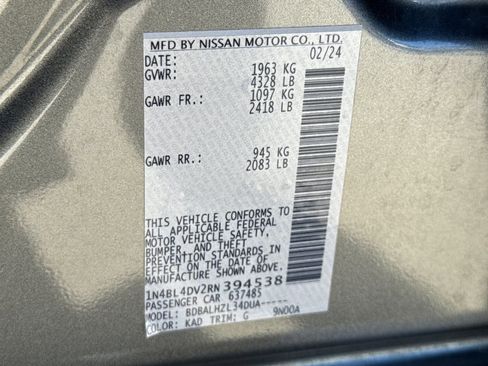 MFD BY NISSAN MOTOR CO., LTD.
DATE: 02/24
GVWR: 1963 KG
4328 LB
GAWR FR.: 1097 KG
2418 LB
GAWR RR.: 945 KG
2083 LB
THIS VEHICLE CONFORMS TO
ALL APPLICABLE FEDERAL
MOTOR VEHICLE SAFETY,
BUMPER, AND THEFT
PREVENTION STANDARDS IN
EFFECT ON THE DATE OF
MANUFACTURE SHOWN ABOVE.
1N4BL4DV2RN394538
PASSENGER CAR 637485
MODEL: BDBALHZL34DUA-----
COLOR: KAD TRIM: G 9N00A